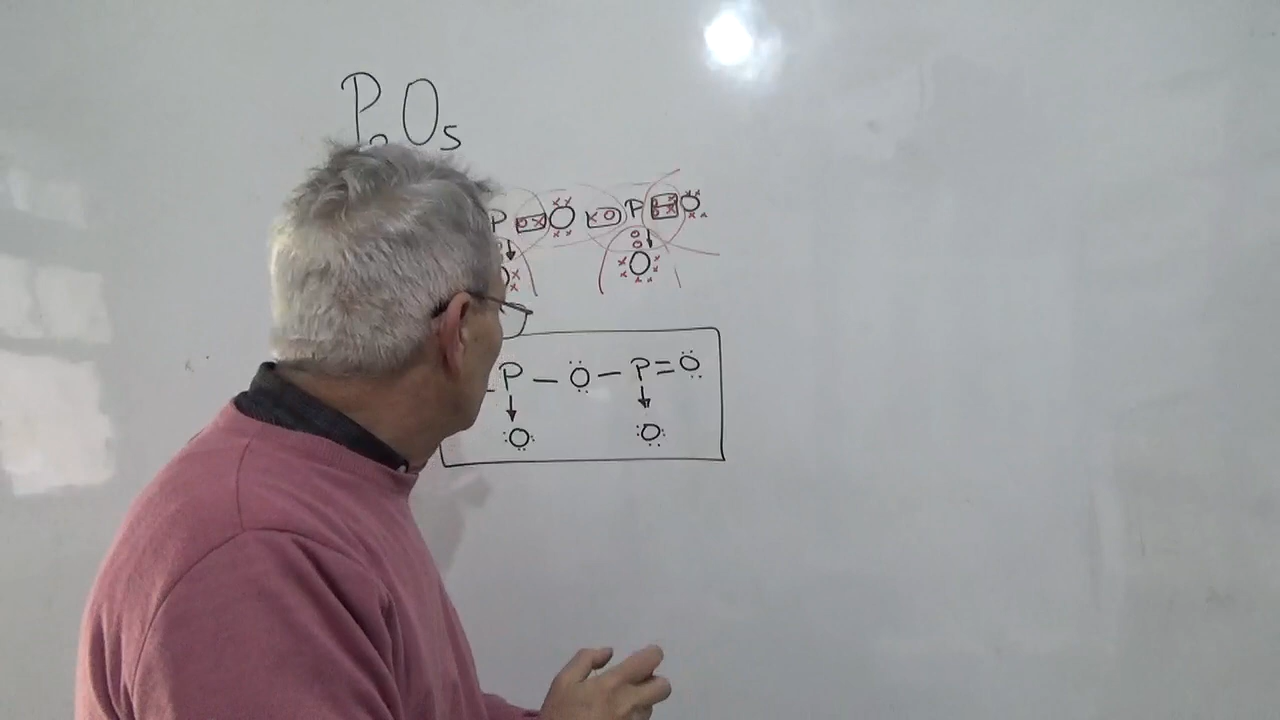 P2O5
P O P O
O O
P – O – P = O
↓ ↓
O O